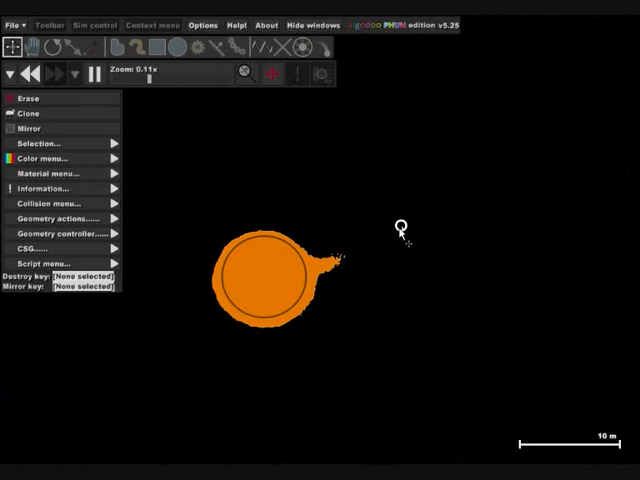 File ▾ Toolbar Sim control Context menu Options Help! About Hide windows algodoo PHUN edition v5.25
Zoom: 0.11x
Erase
Clone
Mirror
Selection...
Color menu...
Material menu...
Information...
Collision menu...
Geometry actions......
Geometry controller......
CSG......
Script menu...
Destroy key: [None selected]
Mirror key: [None selected]
10 m